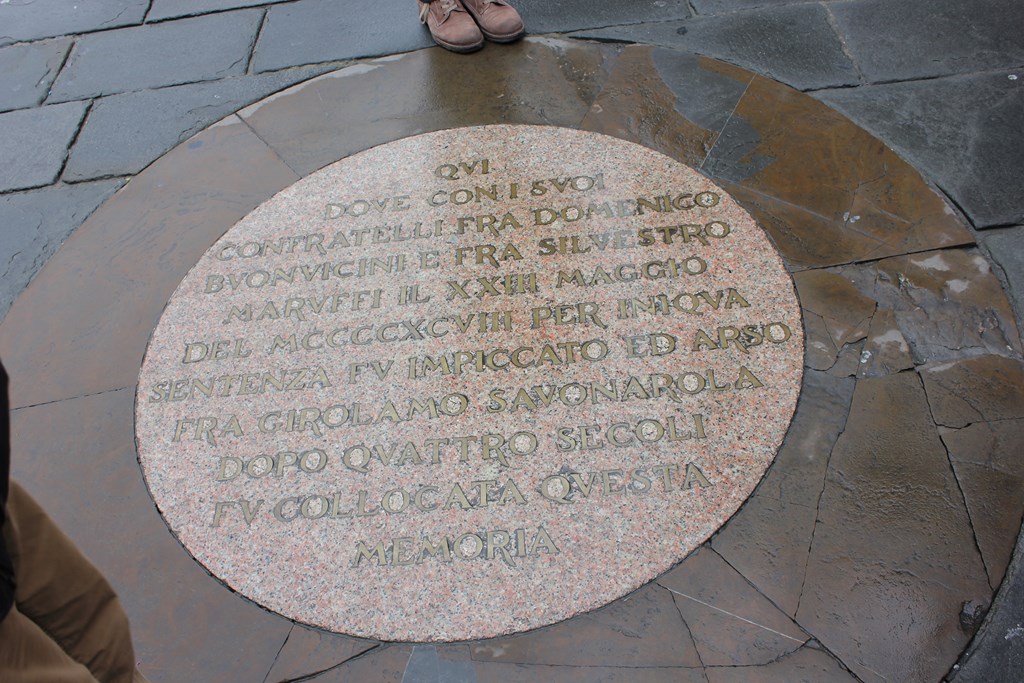 QVI
DOVE CON I SVOI
CONFRATELLI FRA DOMENICO
BVONVICINI E FRA SILVESTRO
MARVFFI IL XXIII MAGGIO
DEL MCCCCXCVIII PER INIQVA
SENTENZA FV IMPICCATO ED ARSO
FRA GIROLAMO SAVONAROLA
DOPO QVATTRO SECOLI
FV COLLOCATA QVESTA
MEMORIA